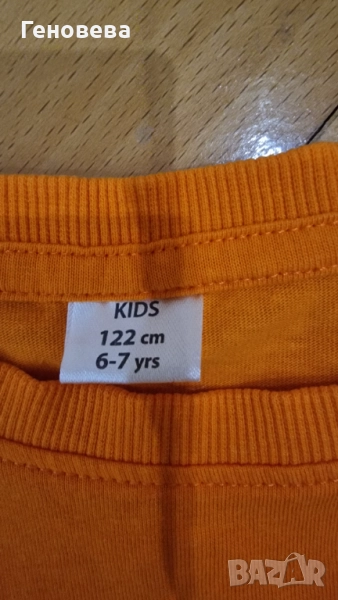 Геновева
KIDS
122 cm
6-7 yrs
BAZAR